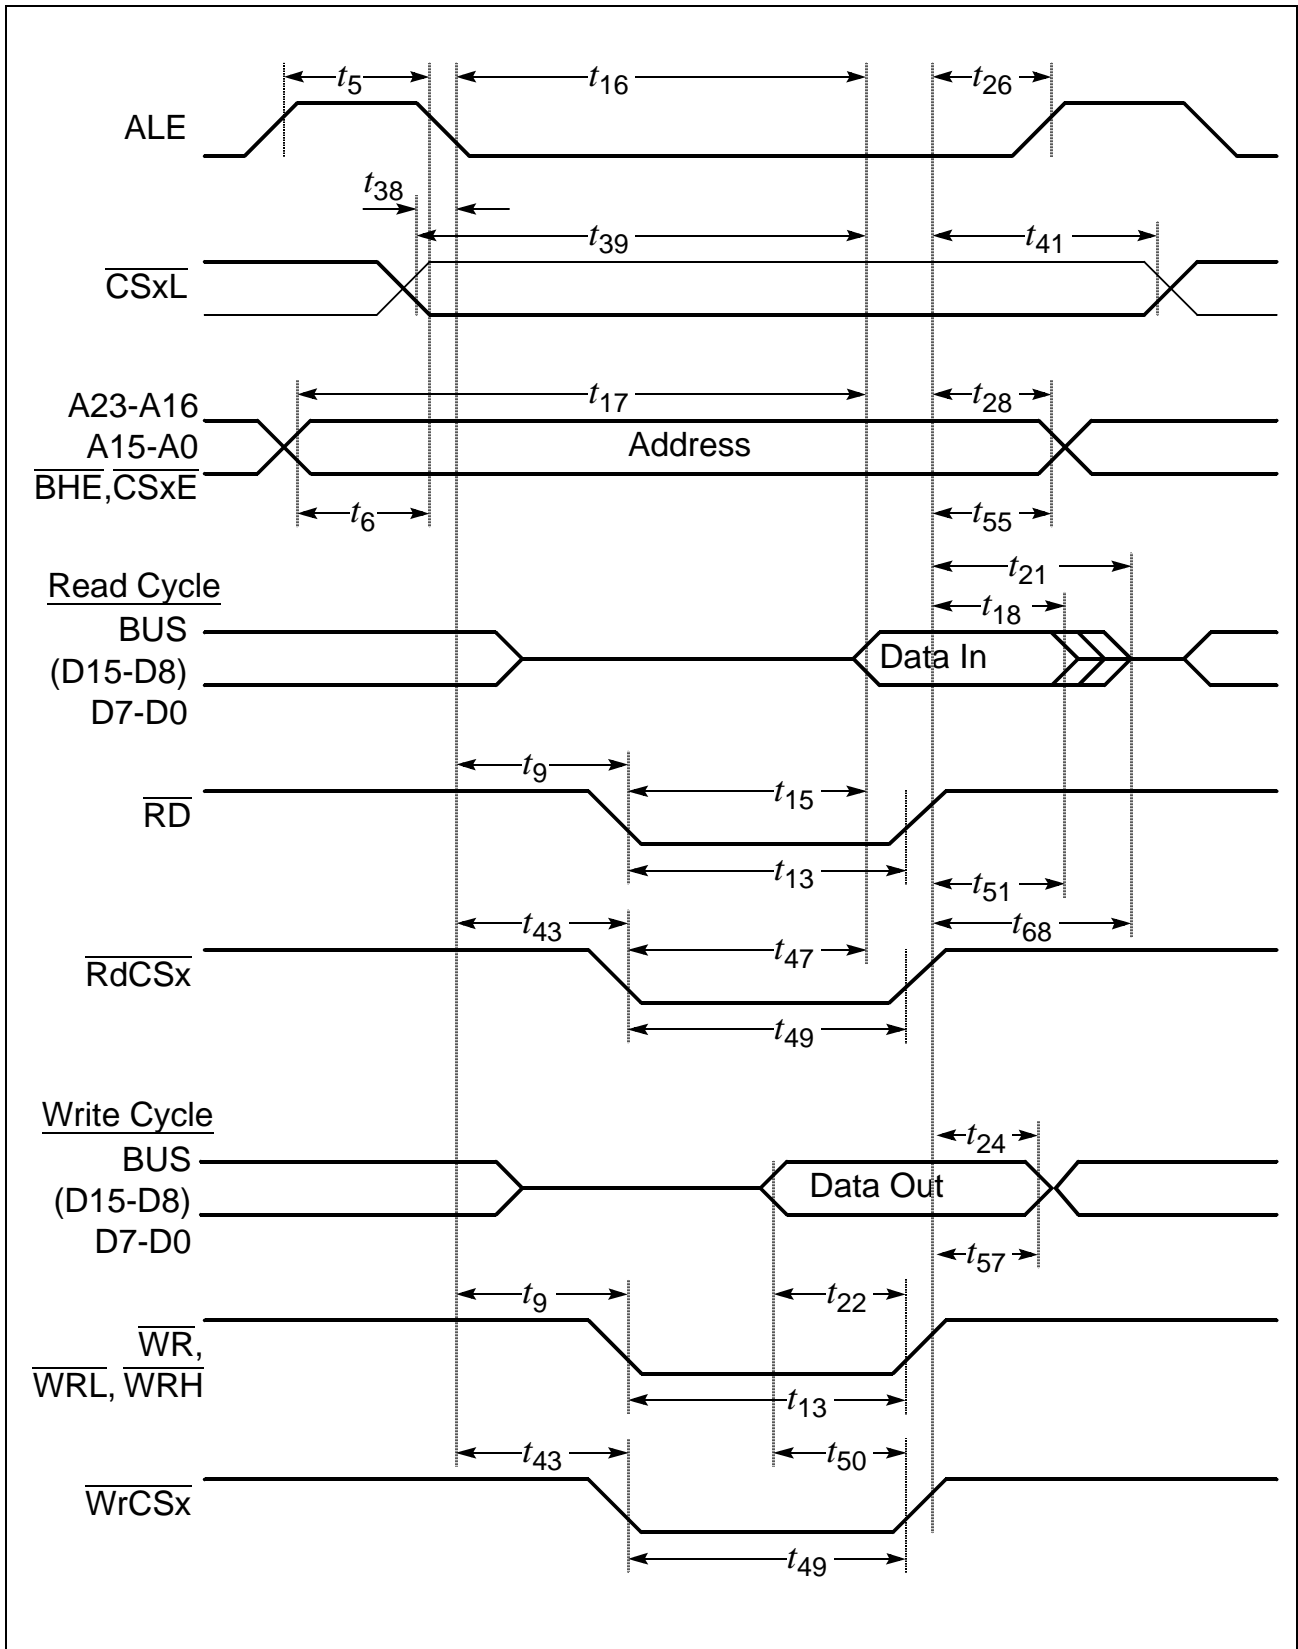 t5 t16 t26
ALE
t38
t39 t41
CSxL
t17 t28
A23-A16
A15-A0 Address
BHE,CSxE
t6 t55
t21
Read Cycle
t18
BUS
(D15-D8) Data In
D7-D0
t9
t15
RD
t13
t51
t43 t68
t47
RdCSx
t49
Write Cycle
t24
BUS
(D15-D8) Data Out
D7-D0
t57
t9 t22
WR,
WRL, WRH
t13
t43 t50
WrCSx
t49